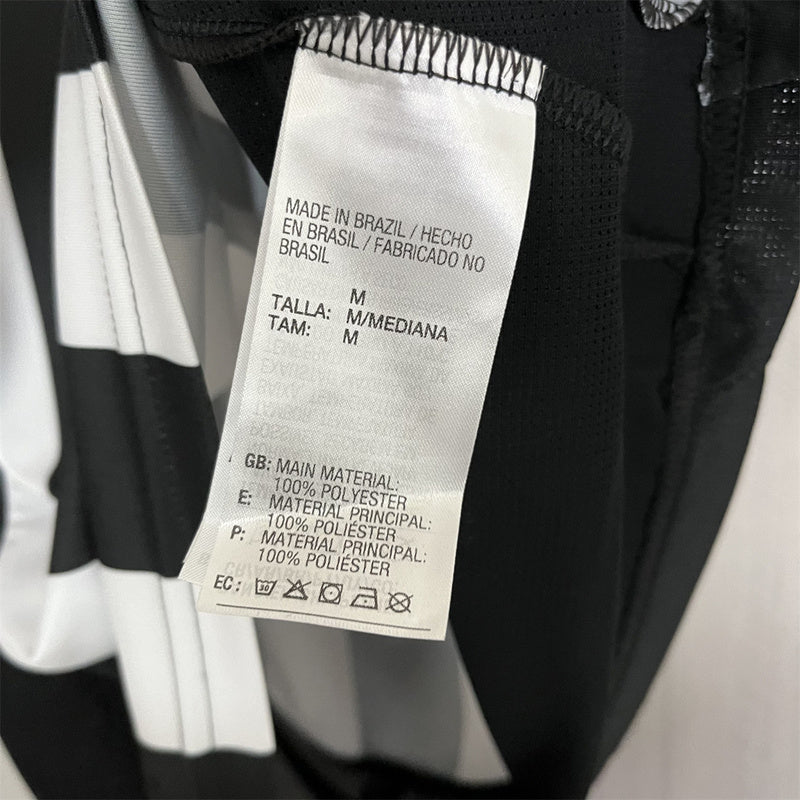 MADE IN BRAZIL / HECHO
EN BRASIL / FABRICADO NO
BRASIL
M
TALLA: M/MEDIANA
TAM: M
GB: MAIN MATERIAL:
100% POLYESTER
E: MATERIAL PRINCIPAL:
100% POLIÉSTER
P: MATERIAL PRINCIPAL:
100% POLIÉSTER
EC: 30